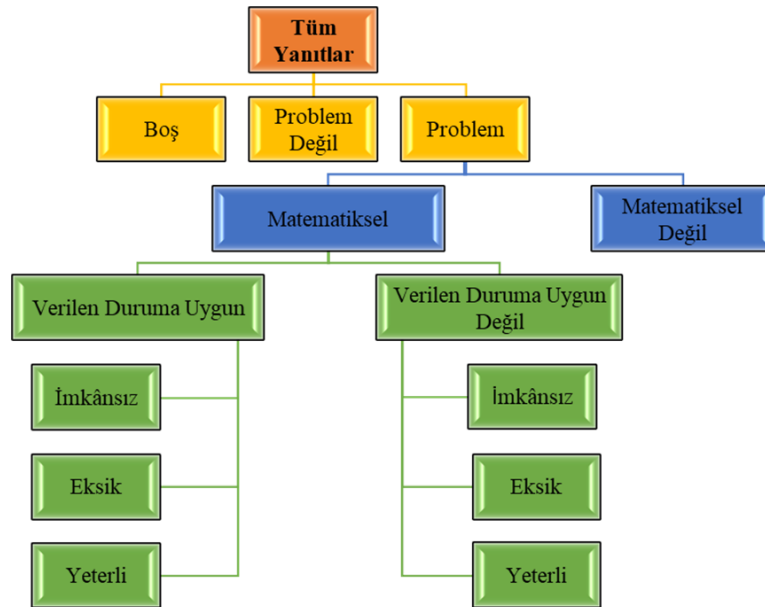 Tüm
Yanıtlar
Boş
Problem
Değil
Problem
Matematiksel
Matematiksel
Değil
Verilen Duruma Uygun
Verilen Duruma Uygun
Değil
İmkânsız
İmkânsız
Eksik
Eksik
Yeterli
Yeterli